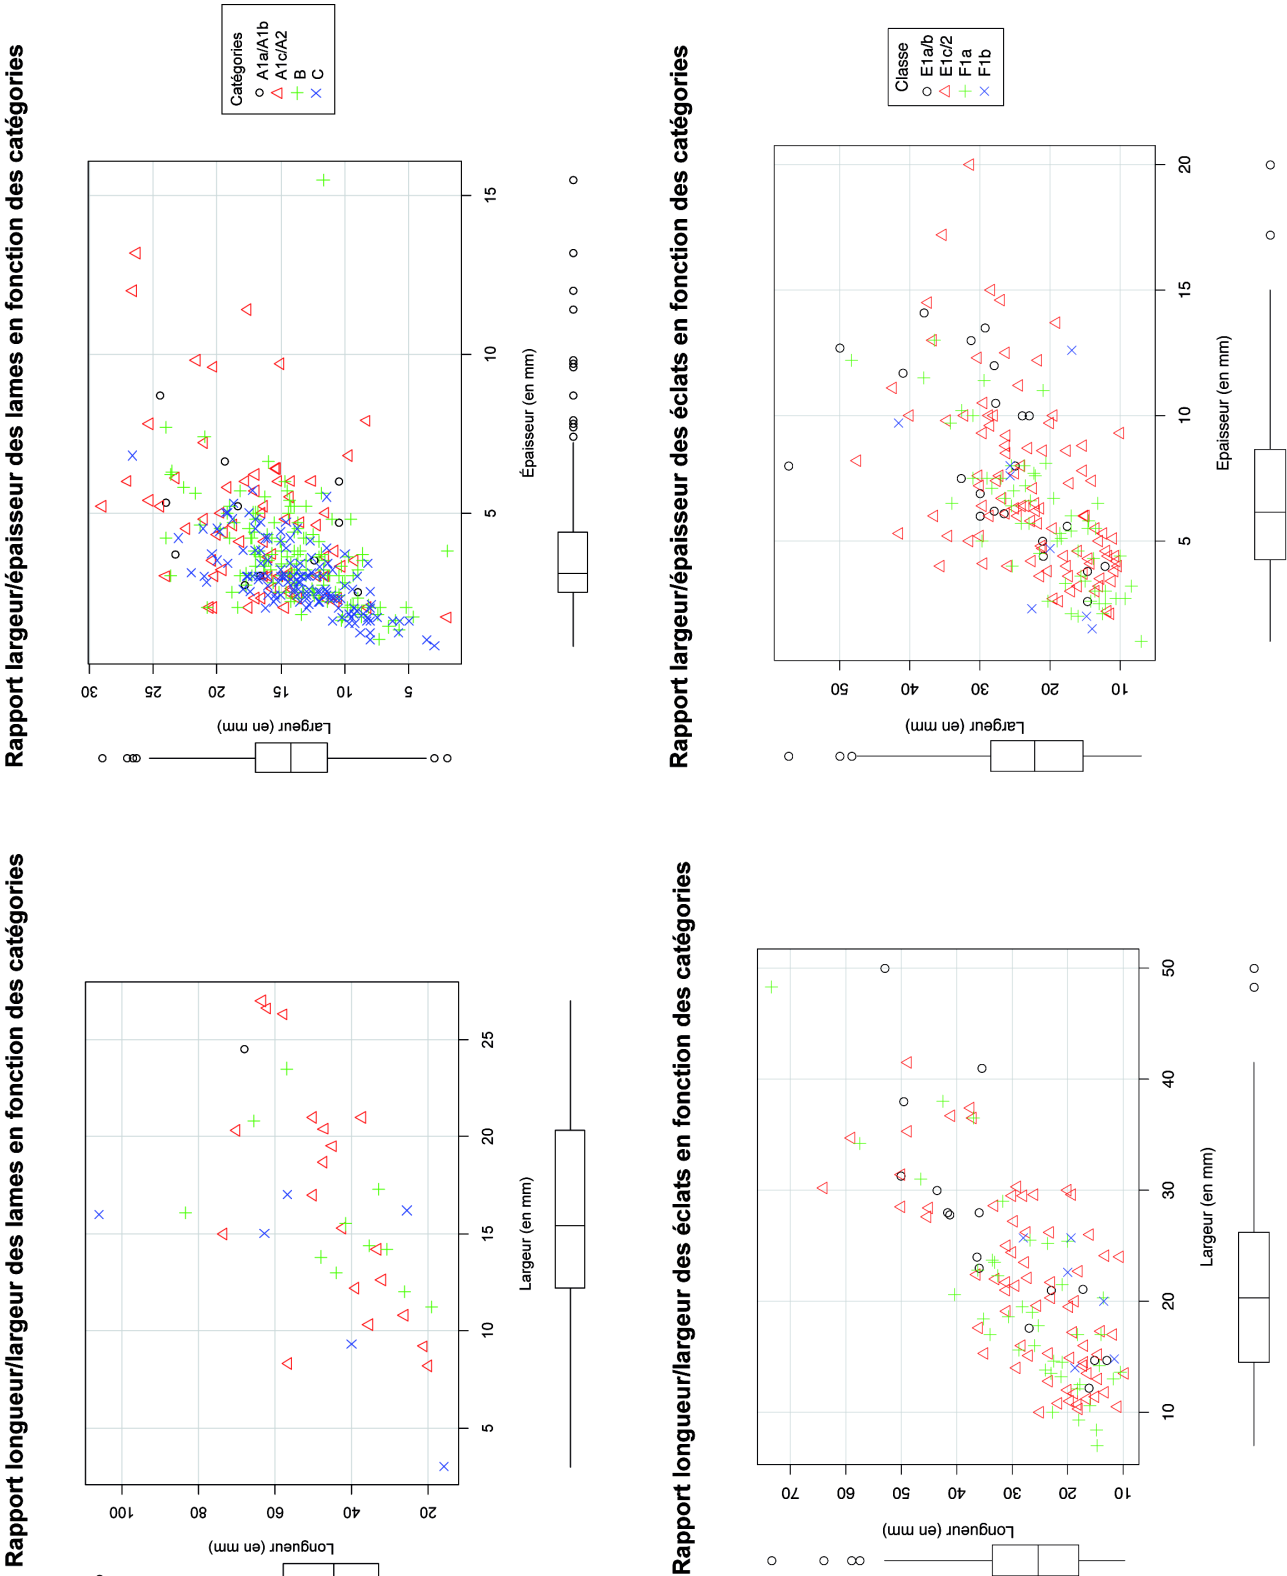 Rapport longueur/largeur des lames en fonction des catégories
Longueur (en mm)
100
80
60
40
20
5
10
15
20
25
Largeur (en mm)
Rapport largeur/épaisseur des lames en fonction des catégories
Largeur (en mm)
30
25
20
15
10
5
5
10
15
Épaisseur (en mm)
Catégories
A1a/A1b
A1c/A2
B
C
Rapport longueur/largeur des éclats en fonction des catégories
Longueur (en mm)
70
60
50
40
30
20
10
10
20
30
40
50
Largeur (en mm)
Rapport largeur/épaisseur des éclats en fonction des catégories
Largeur (en mm)
50
40
30
20
10
5
10
15
20
Epaisseur (en mm)
Classe
E1a/b
E1c/2
F1a
F1b